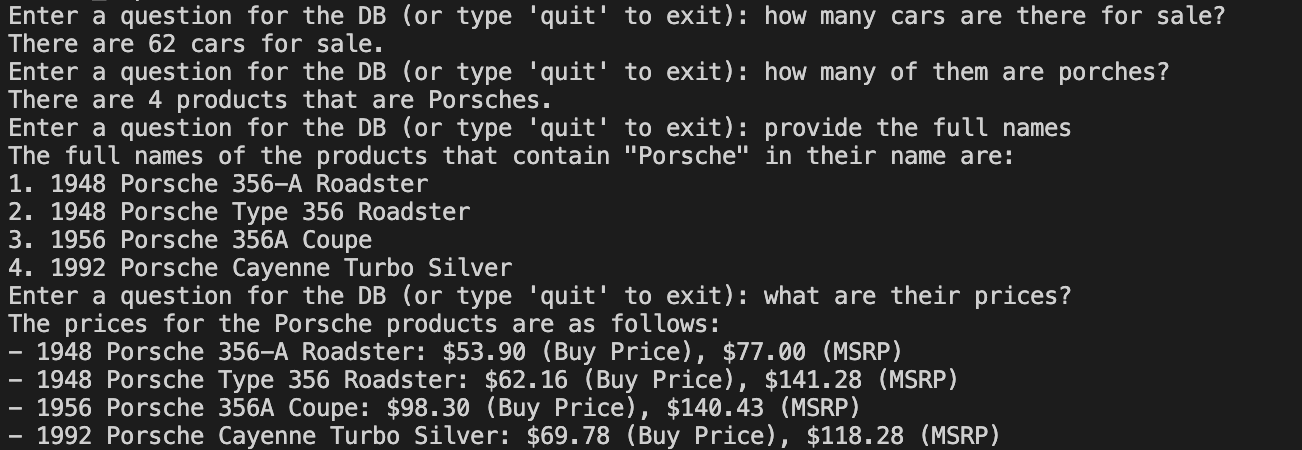 Enter a question for the DB (or type 'quit' to exit): how many cars are there for sale?
There are 62 cars for sale.
Enter a question for the DB (or type 'quit' to exit): how many of them are porches?
There are 4 products that are Porsches.
Enter a question for the DB (or type 'quit' to exit): provide the full names
The full names of the products that contain "Porsche" in their name are:
1. 1948 Porsche 356-A Roadster
2. 1948 Porsche Type 356 Roadster
3. 1956 Porsche 356A Coupe
4. 1992 Porsche Cayenne Turbo Silver
Enter a question for the DB (or type 'quit' to exit): what are their prices?
The prices for the Porsche products are as follows:
- 1948 Porsche 356-A Roadster: $53.90 (Buy Price), $77.00 (MSRP)
- 1948 Porsche Type 356 Roadster: $62.16 (Buy Price), $141.28 (MSRP)
- 1956 Porsche 356A Coupe: $98.30 (Buy Price), $140.43 (MSRP)
- 1992 Porsche Cayenne Turbo Silver: $69.78 (Buy Price), $118.28 (MSRP)